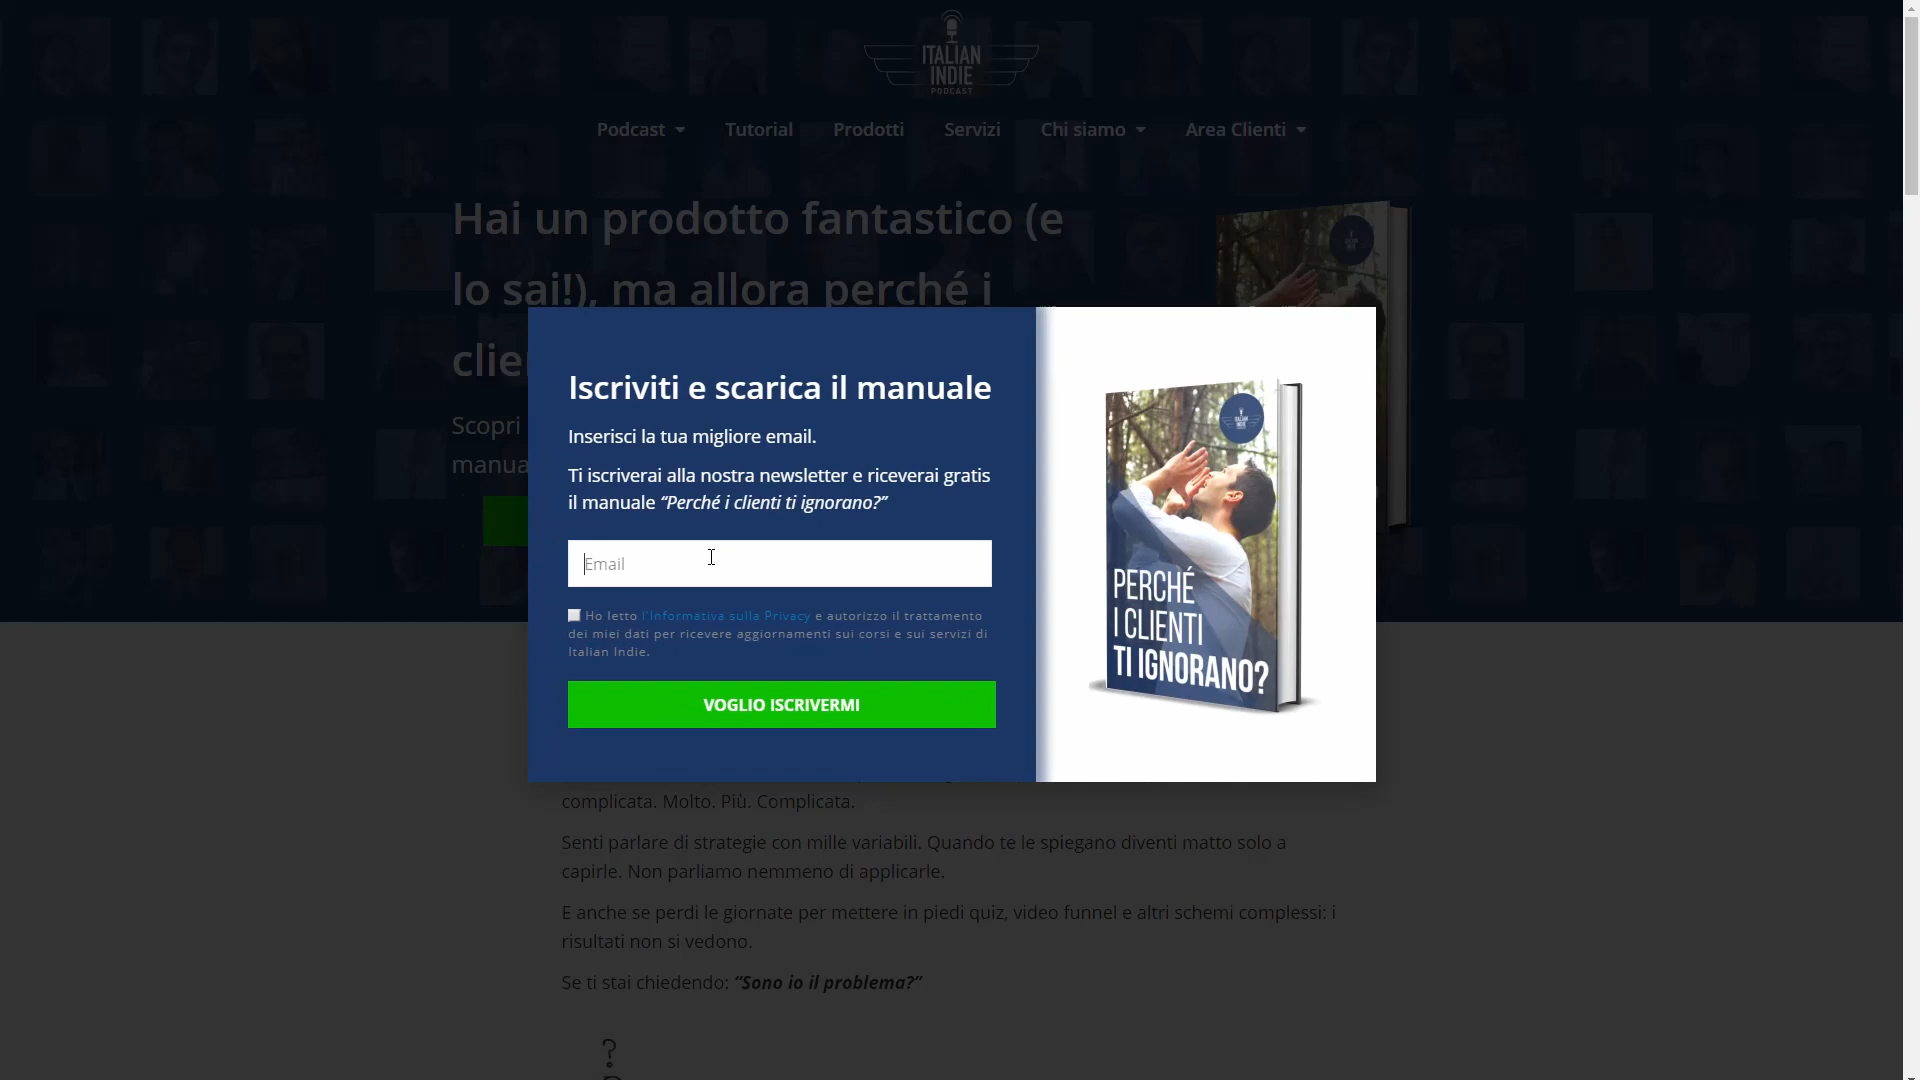 ITALIAN
INDIE
PODCAST
Podcast
Tutorial
Prodotti
Servizi
Chi siamo
Area Clienti
Hai un prodotto fantastico (e
lo sai!), ma allora perché i
Scopri
Iscriviti e scarica il manuale
Inserisci la tua migliore email.
Ti iscriverai alla nostra newsletter e riceverai gratis
il manuale “Perché i clienti ti ignorano?”
Email
Ho letto l'Informativa sulla Privacy e autorizzo il trattamento
dei miei dati per ricevere aggiornamenti sui corsi e sui servizi di
Italian Indie.
VOGLIO ISCRIVERMI
PERCHÉ
I CLIENTI
TI IGNORANO?
complicata. Molto. Più. Complicata.
Senti parlare di strategie con mille variabili. Quando te le spiegano diventi matto solo a
capirle. Non parliamo nemmeno di applicarle.
E anche se perdi le giornate per mettere in piedi quiz, video funnel e altri schemi complessi: i
risultati non si vedono.
Se ti stai chiedendo: “Sono io il problema?”
?